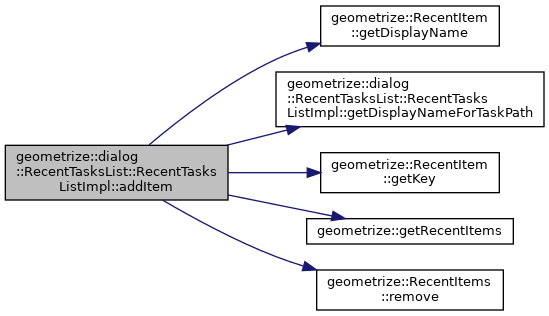 geometrize::RecentItem
::getDisplayName
geometrize::dialog
::RecentTasksList::RecentTasks
ListImpl::getDisplayNameForTaskPath
geometrize::dialog
::RecentTasksList::RecentTasks
ListImpl::addItem
geometrize::RecentItem
::getKey
geometrize::getRecentItems
geometrize::RecentItems
::remove